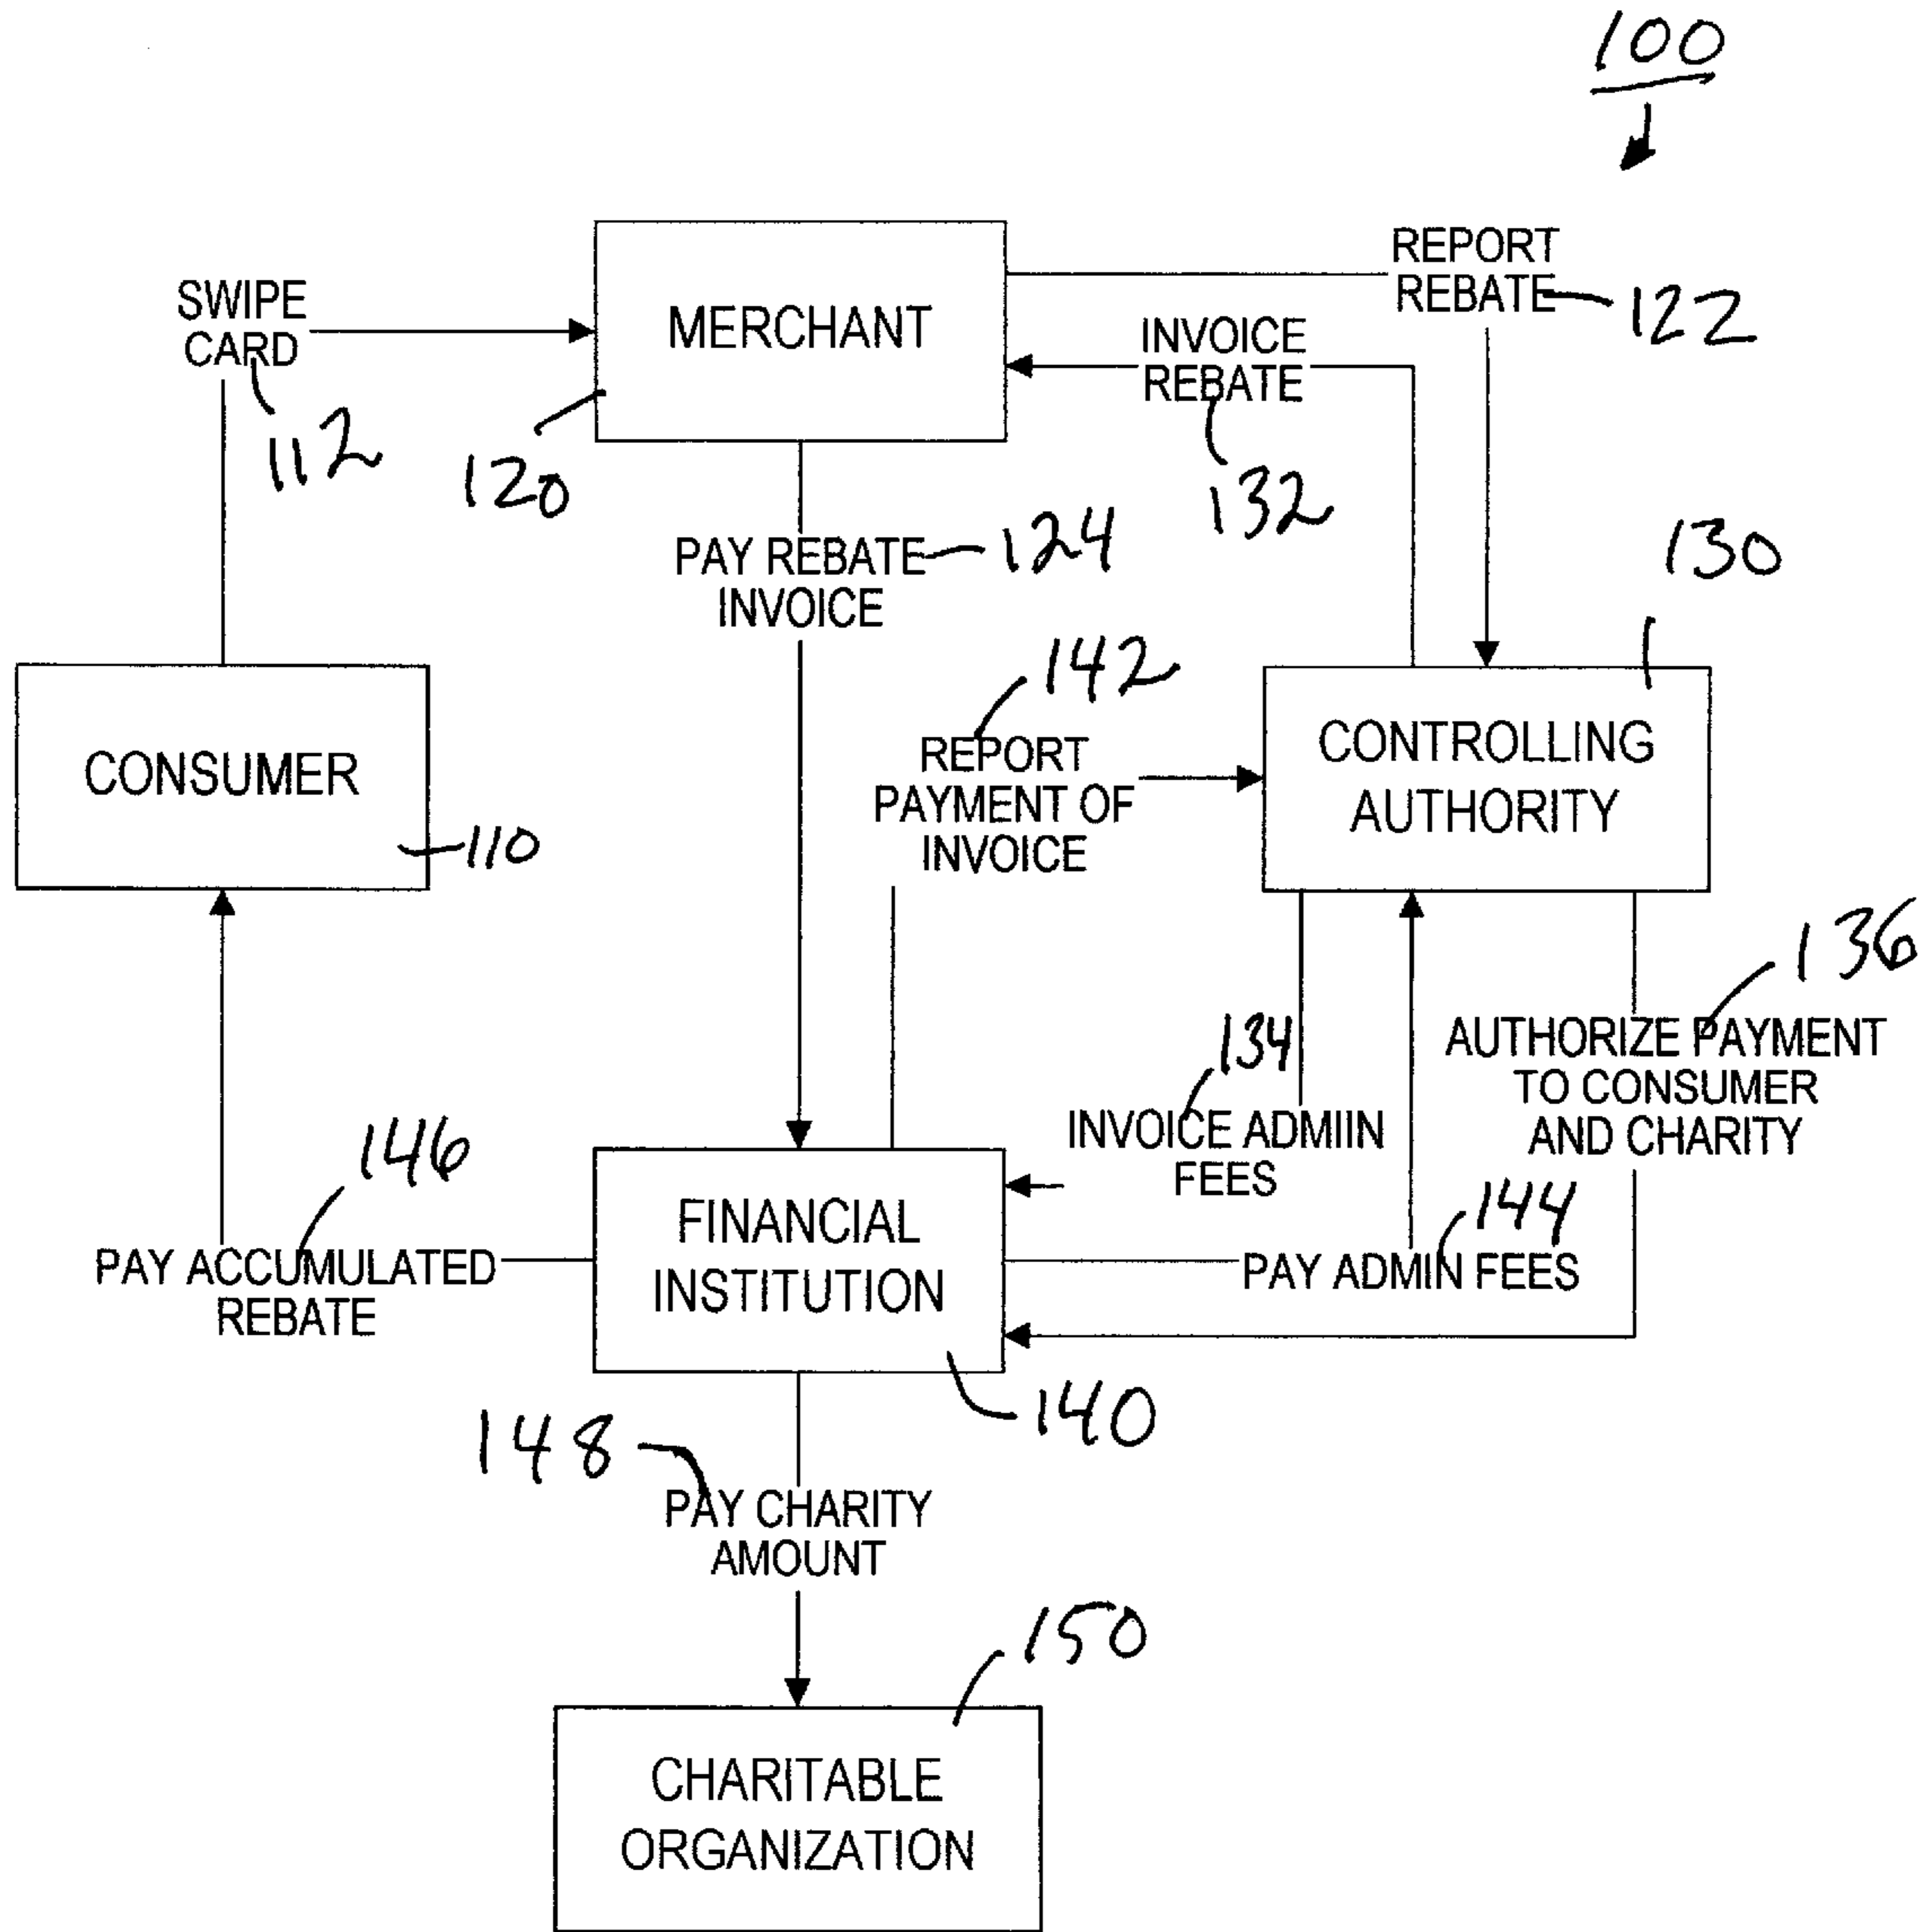 100
REPORT
REBATE 122
SWIPE
CARD
112
MERCHANT
120
INVOICE
REBATE
132
PAY REBATE 124
INVOICE
130
142
CONSUMER
110
REPORT
PAYMENT OF
INVOICE
CONTROLLING
AUTHORITY
136
134
AUTHORIZE PAYMENT
TO CONSUMER
AND CHARITY
INVOICE ADMIIN
FEES
146
144
PAY ACCUMULATED
REBATE
FINANCIAL
INSTITUTION
PAY ADMIN FEES
140
148
PAY CHARITY
AMOUNT
150
CHARITABLE
ORGANIZATION